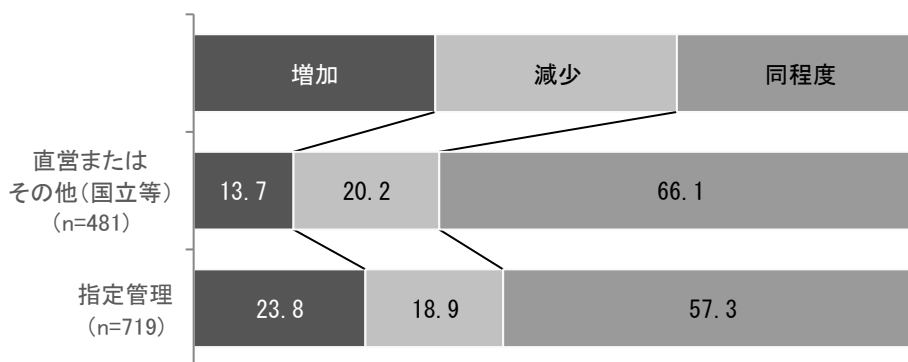 増加 減少 同程度
直営または
その他(国立等)
(n=481)
13.7 20.2 66.1
指定管理
(n=719)
23.8 18.9 57.3